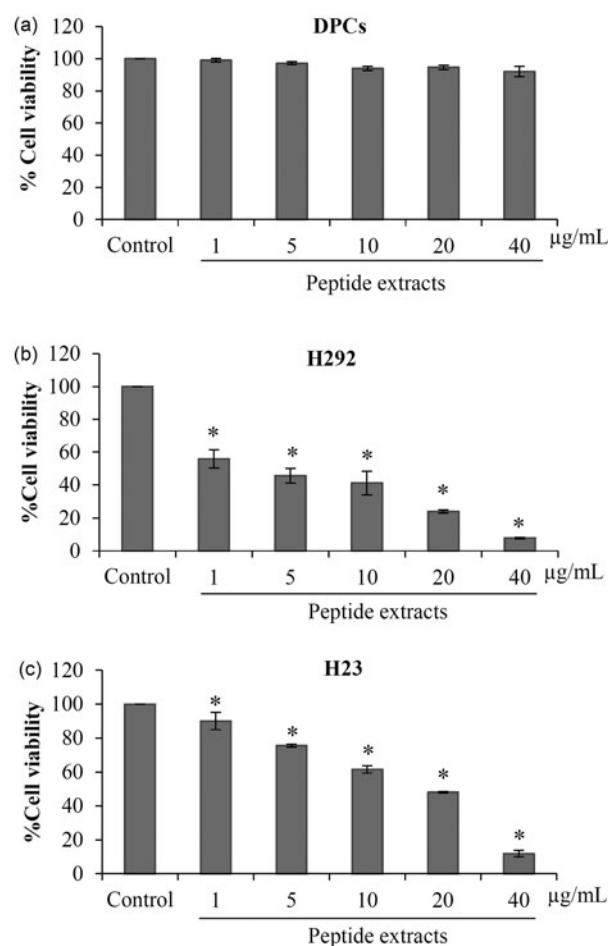 (a)
DPCs
% Cell viability
120
100
80
60
40
20
0
Control 1 5 10 20 40 µg/mL
Peptide extracts
(b)
H292
%Cell viability
120
100
80
60
40
20
0
* * * * *
Control 1 5 10 20 40 µg/mL
Peptide extracts
(c)
H23
%Cell viability
120
100
80
60
40
20
0
* * * * *
Control 1 5 10 20 40 µg/mL
Peptide extracts